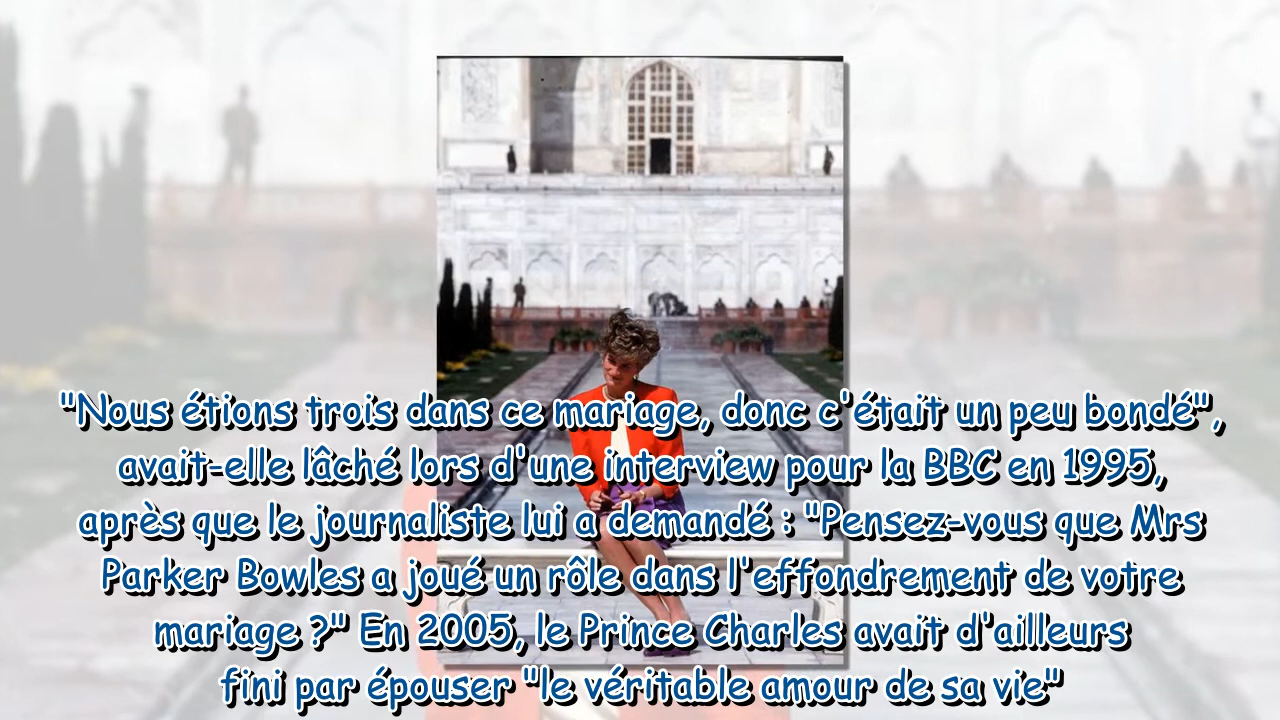 "Nous étions trois dans ce mariage, donc c'était un peu bondé",
avait-elle lâché lors d'une interview pour la BBC en 1995,
après que le journaliste lui a demandé : "Pensez-vous que Mrs
Parker Bowles a joué un rôle dans l'effondrement de votre
mariage ?" En 2005, le Prince Charles avait d'ailleurs
fini par épouser "le véritable amour de sa vie"